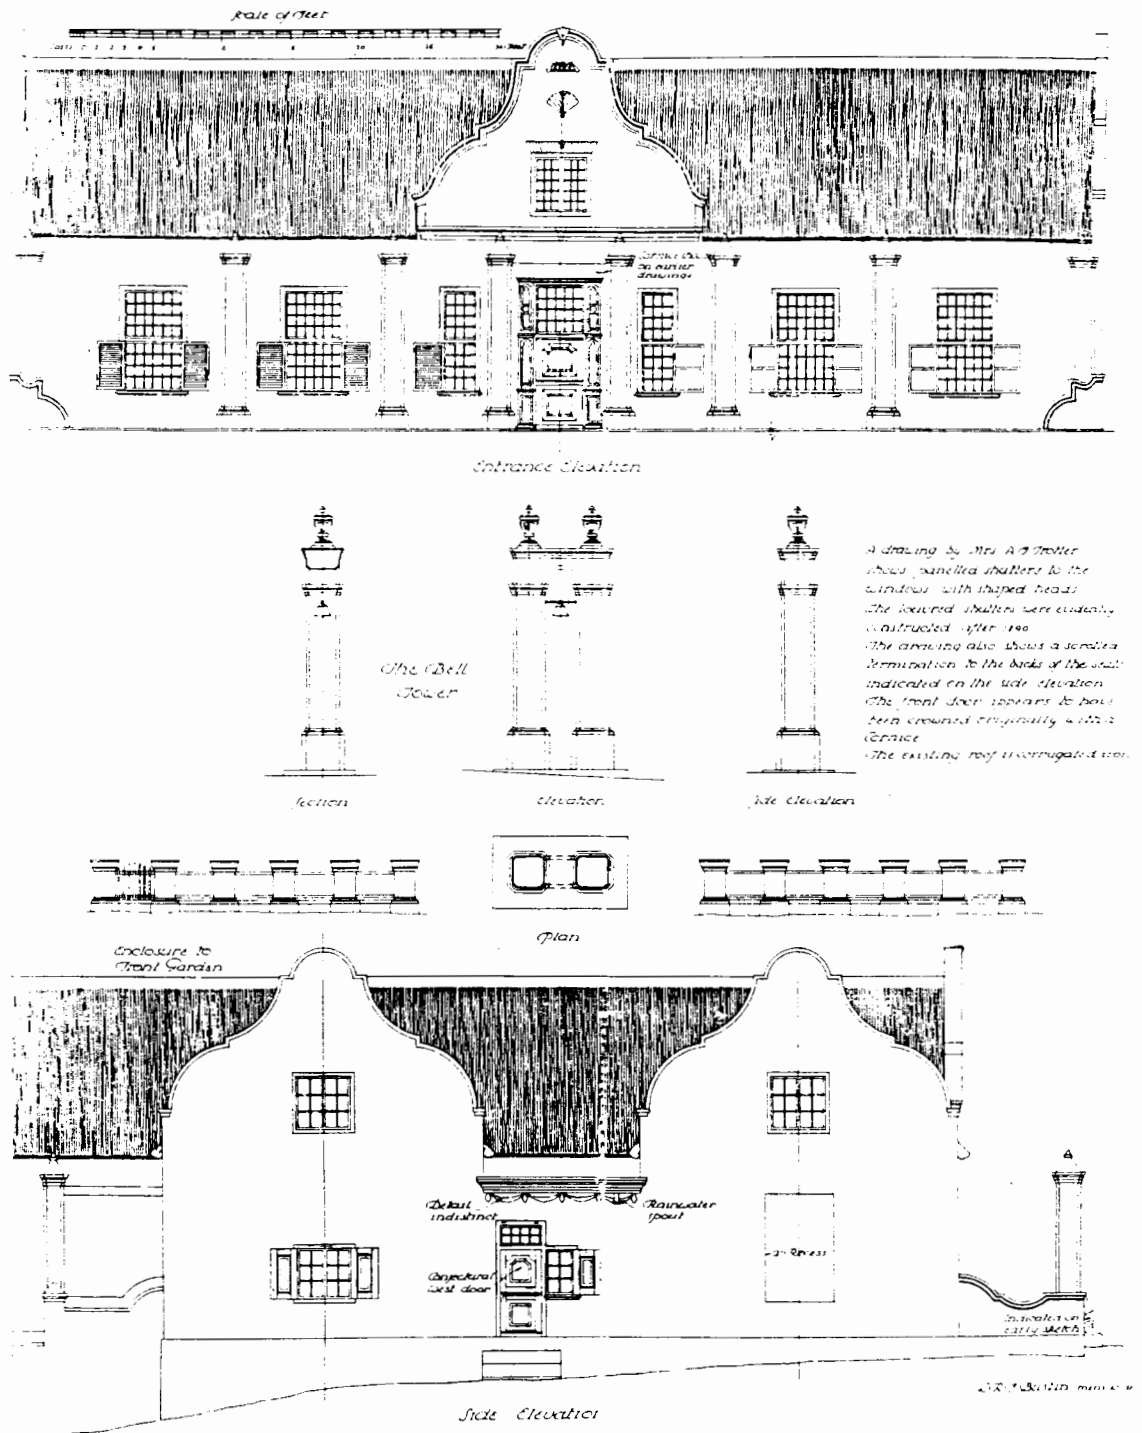 Scale of Feet
Entrance Elevation
on earlier
drawings
The Bell
Tower
A drawing by Mrs A F Trotter
shows panelled shutters to the
windows with shaped heads
The louvred shutters were evidently
constructed after
The drawing also shows a scrolled
termination to the backs of the seats
indicated on the side elevation
The front door appears to have
been crowned originally with a
Cornice
The existing roof is corrugated iron
Section
Elevation
Side Elevation
Plan
Enclosure to
Front Garden
Detail
indistinct
Rainwater
spout
Conjectural
west door
Recess
Indicated on
early sketch
Side Elevation